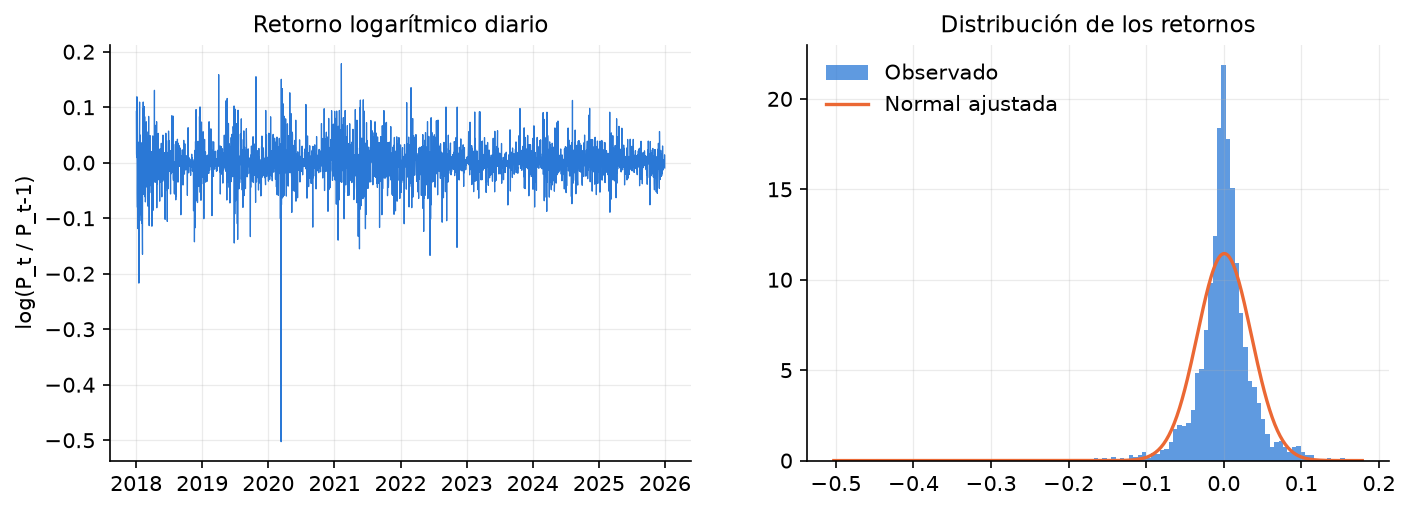 Retorno logarítmico diario
log(P_t / P_t-1)
0.2
0.1
0.0
−0.1
−0.2
−0.3
−0.4
−0.5
2018 2019 2020 2021 2022 2023 2024 2025 2026
Distribución de los retornos
Observado
Normal ajustada
20
15
10
5
0
−0.5 −0.4 −0.3 −0.2 −0.1 0.0 0.1 0.2